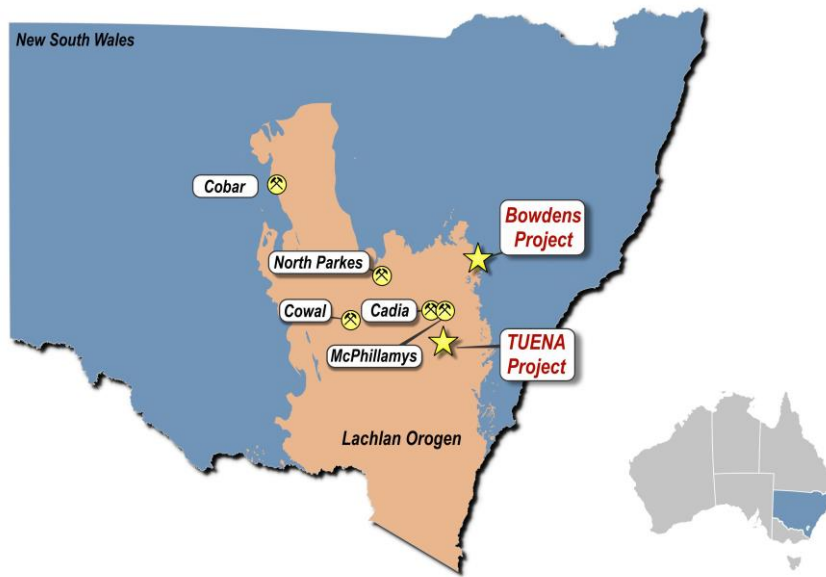 New South Wales
Cobar
Bowdens
Project
North Parkes
Cowal
Cadia
McPhillamys
TUENA
Project
Lachlan Orogen